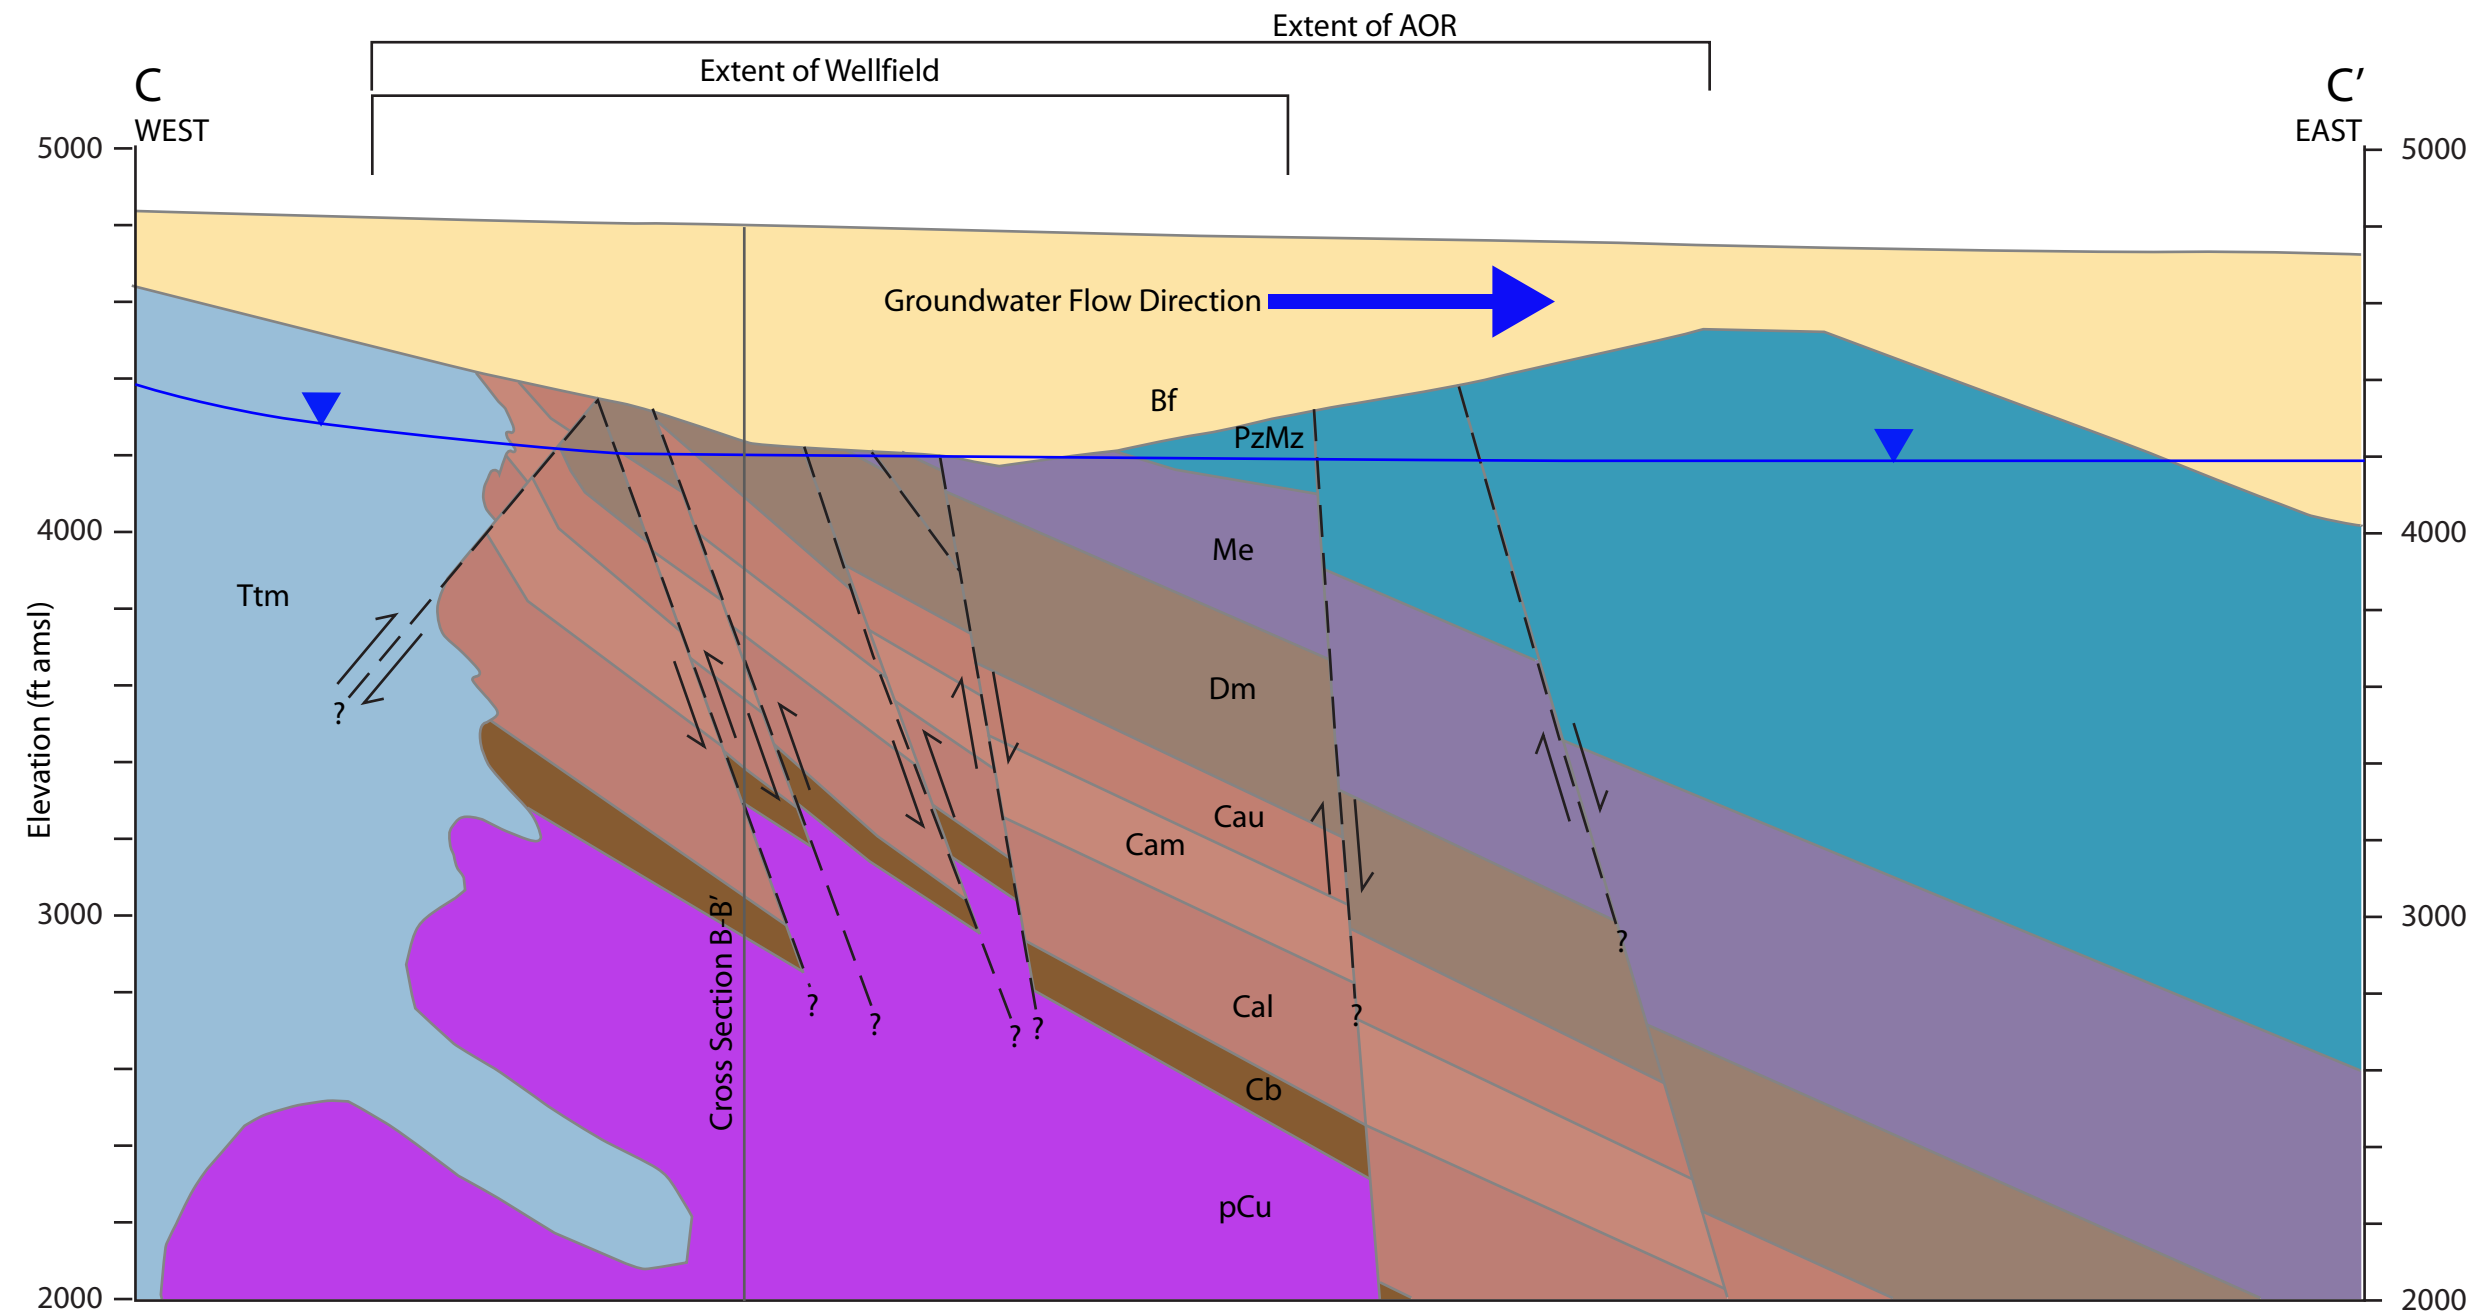 Extent of AOR
Extent of Wellfield
C
C′
WEST
EAST
5000
5000
Groundwater Flow Direction
Bf
PzMz
4000
4000
Me
Ttm
Dm
?
Elevation (ft amsl)
Cau
Cam
3000
3000
?
Cross Section B-B′
Cal
?
?
?
?
?
Cb
pCu
2000
2000